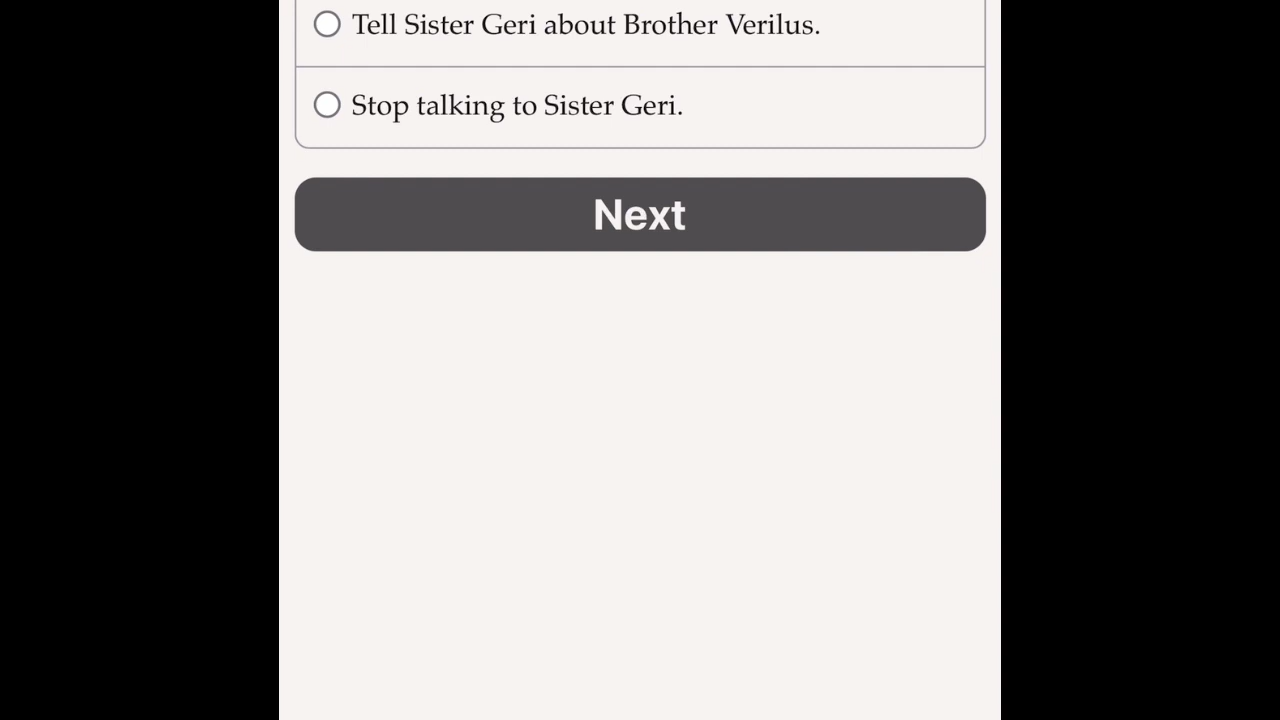 Tell Sister Geri about Brother Verilus.
Stop talking to Sister Geri.
Next